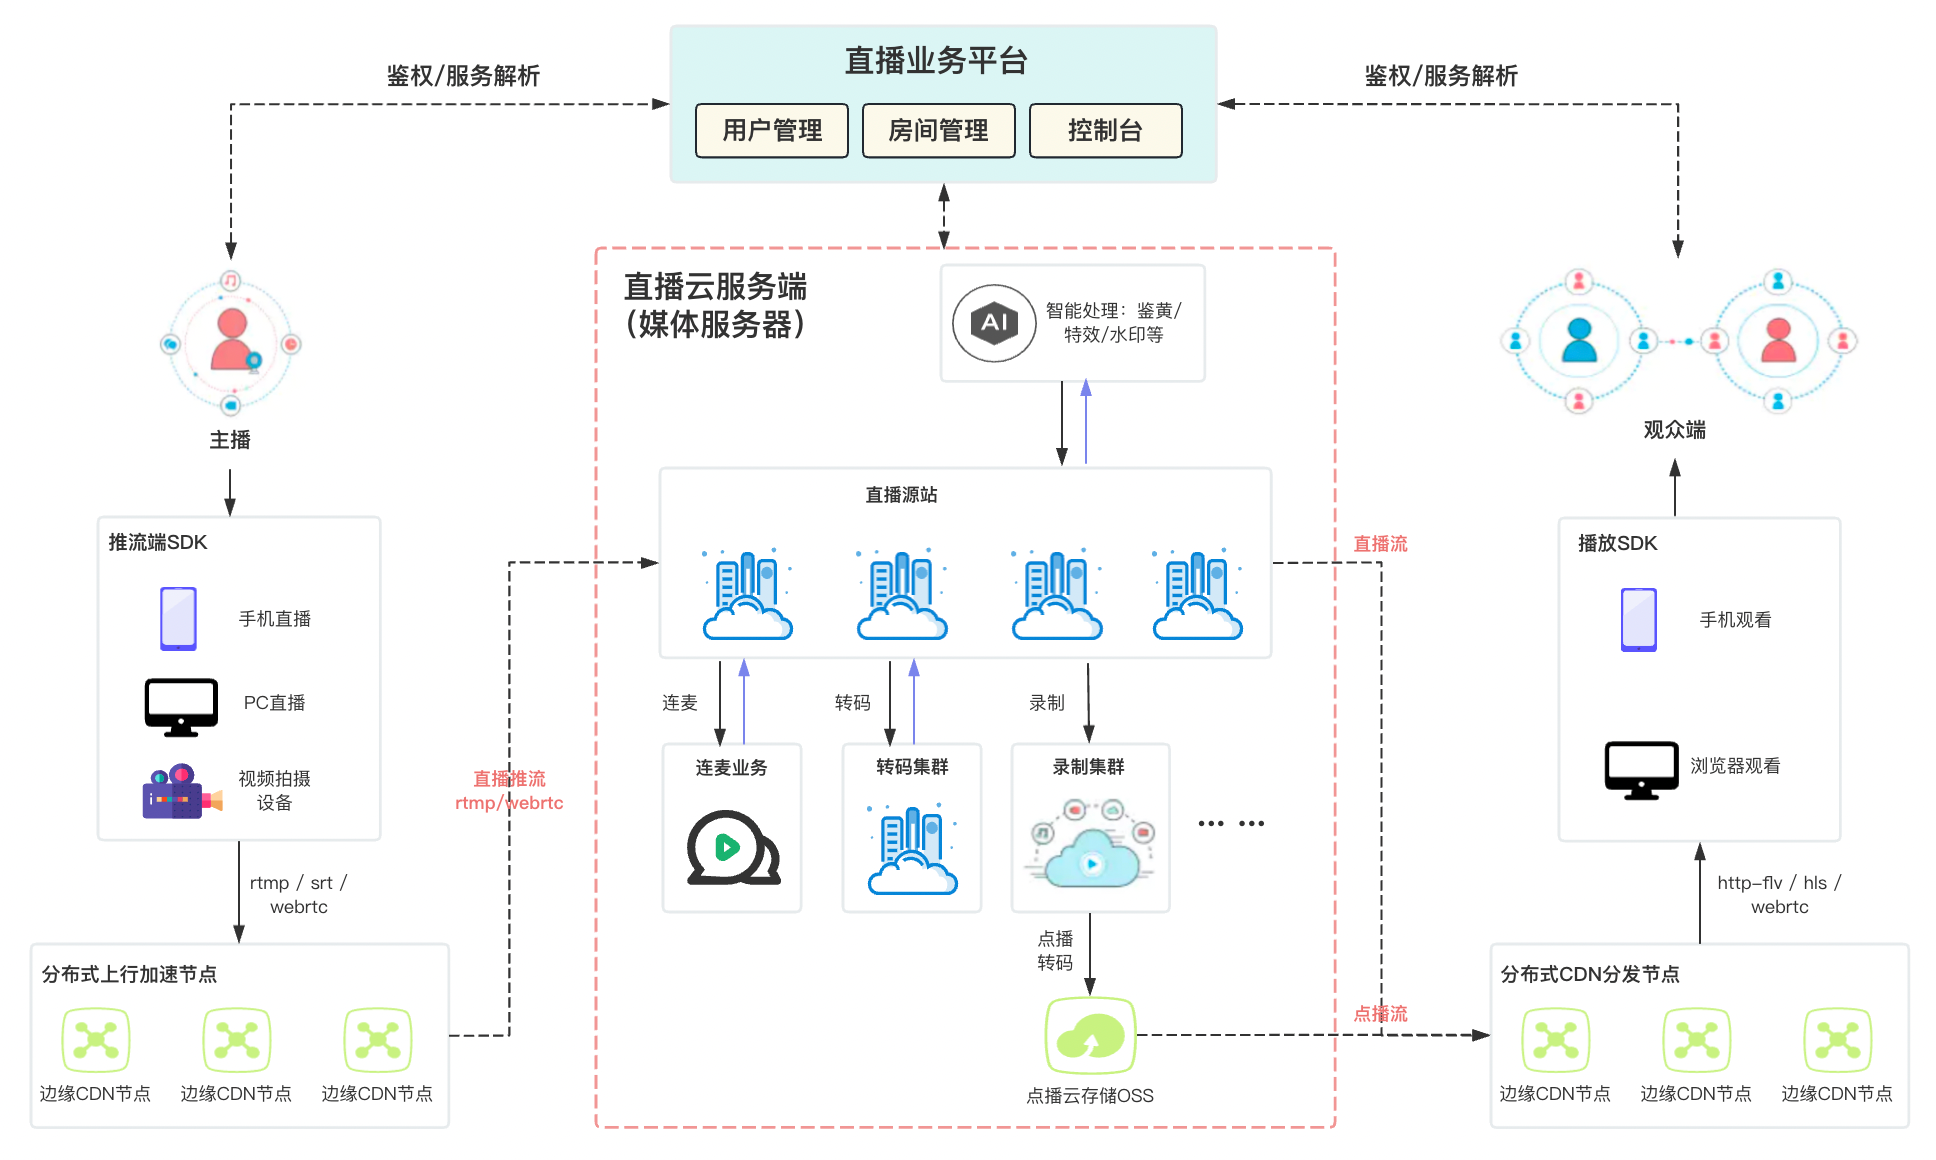 直播业务平台
鉴权/服务解析
鉴权/服务解析
用户管理
房间管理
控制台
直播云服务端
（媒体服务器）
AI
智能处理：鉴黄/
特效/水印等
主播
观众端
推流端SDK
手机直播
PC直播
视频拍摄
设备
rtmp / srt /
webrtc
分布式上行加速节点
边缘CDN节点
边缘CDN节点
边缘CDN节点
直播推流
rtmp/webrtc
直播源站
连麦
转码
录制
连麦业务
转码集群
录制集群
... ...
点播
转码
点播云存储OSS
直播流
点播流
播放SDK
手机观看
浏览器观看
http-flv / hls /
webrtc
分布式CDN分发节点
边缘CDN节点
边缘CDN节点
边缘CDN节点